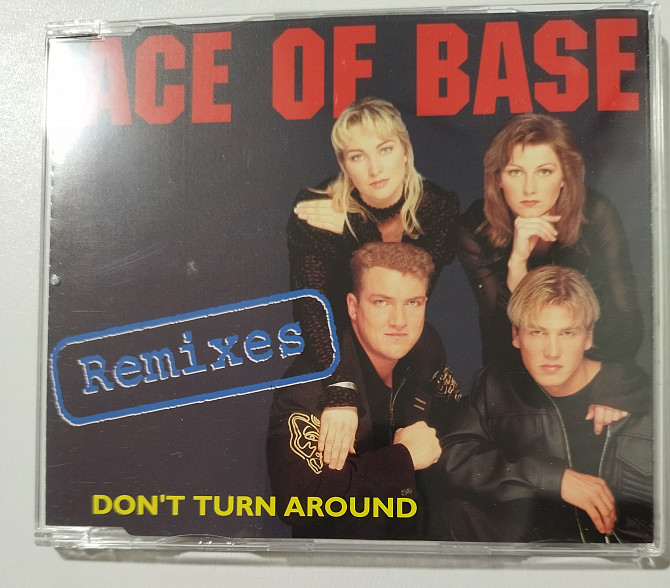 ACE OF BASE
Remixes
DON'T TURN AROUND